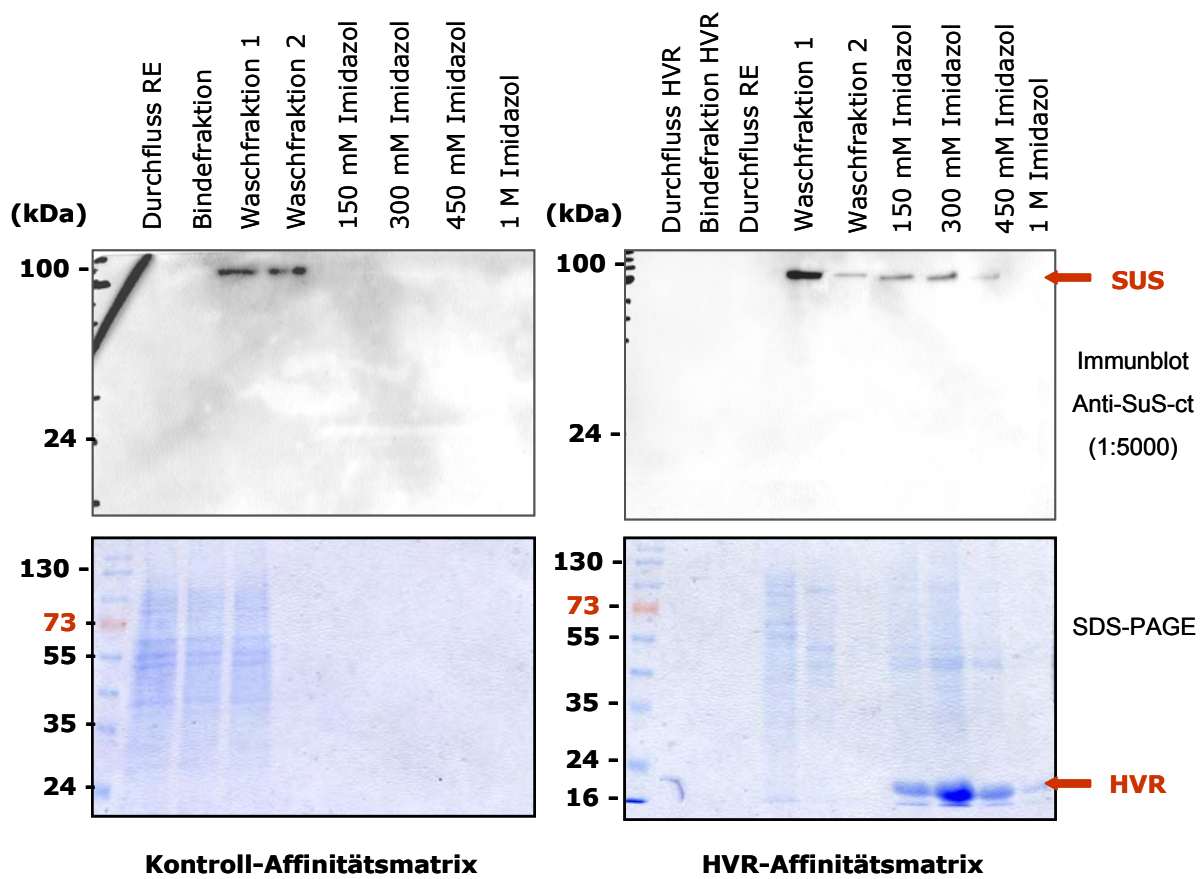 Durchfluss RE
Bindefraktion
Waschfraktion 1
Waschfraktion 2
150 mM Imidazol
300 mM Imidazol
450 mM Imidazol
1 M Imidazol
Durchfluss HVR
Bindefraktion HVR
Durchfluss RE
Waschfraktion 1
Waschfraktion 2
150 mM Imidazol
300 mM Imidazol
450 mM Imidazol
1 M Imidazol
(kDa)
(kDa)
100 -
24 -
100 -
24 -
SUS
Immunblot
Anti-SuS-ct
(1:5000)
130 -
73 -
55 -
35 -
24 -
130 -
73 -
55 -
35 -
24 -
16 -
SDS-PAGE
HVR
Kontroll-Affinitätsmatrix
HVR-Affinitätsmatrix